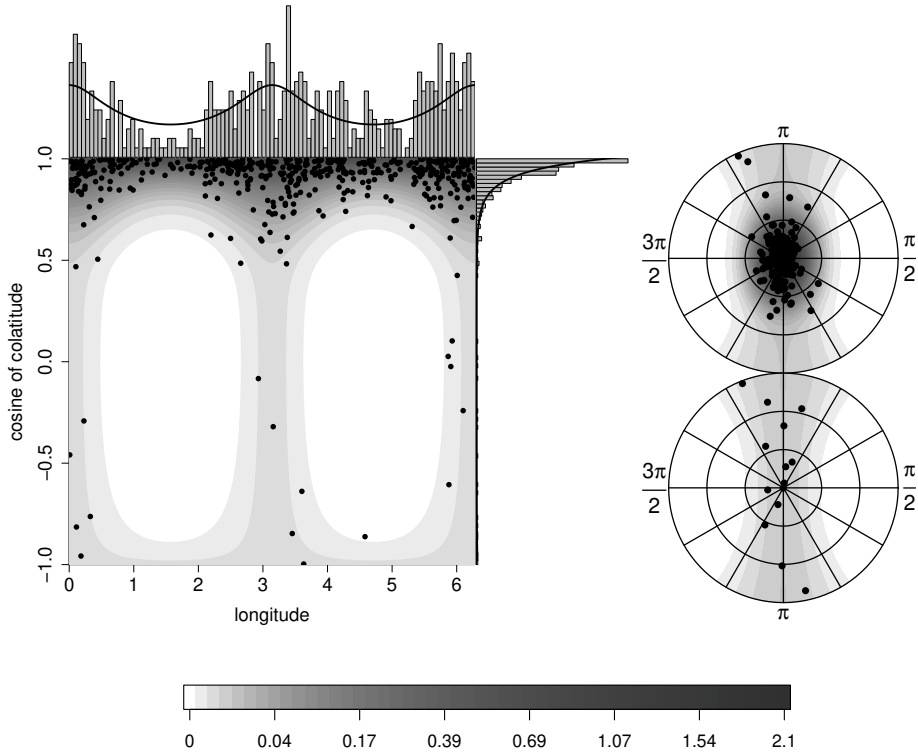 cosine of colatitude
1.0
0.5
0.0
−0.5
−1.0
0 1 2 3 4 5 6
longitude
π
3π
2
π
2
3π
2
π
2
π
0 0.04 0.17 0.39 0.69 1.07 1.54 2.1